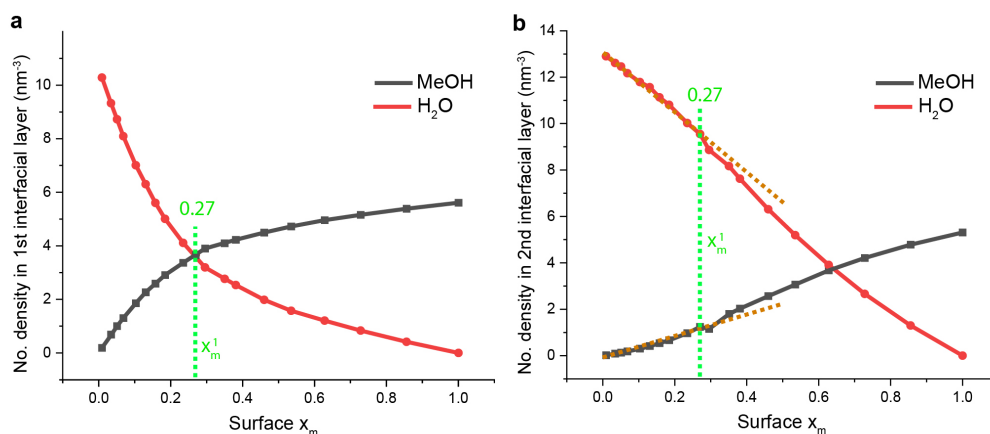 a
No. density in 1st interfacial layer (nm⁻³)
10
8
6
4
2
0
MeOH
H₂O
0.27
xₘ¹
0.0
0.2
0.4
0.6
0.8
1.0
Surface xₘ
b
No. density in 2nd interfacial layer (nm⁻³)
14
12
10
8
6
4
2
0
MeOH
H₂O
0.27
xₘ¹
0.0
0.2
0.4
0.6
0.8
1.0
Surface xₘ